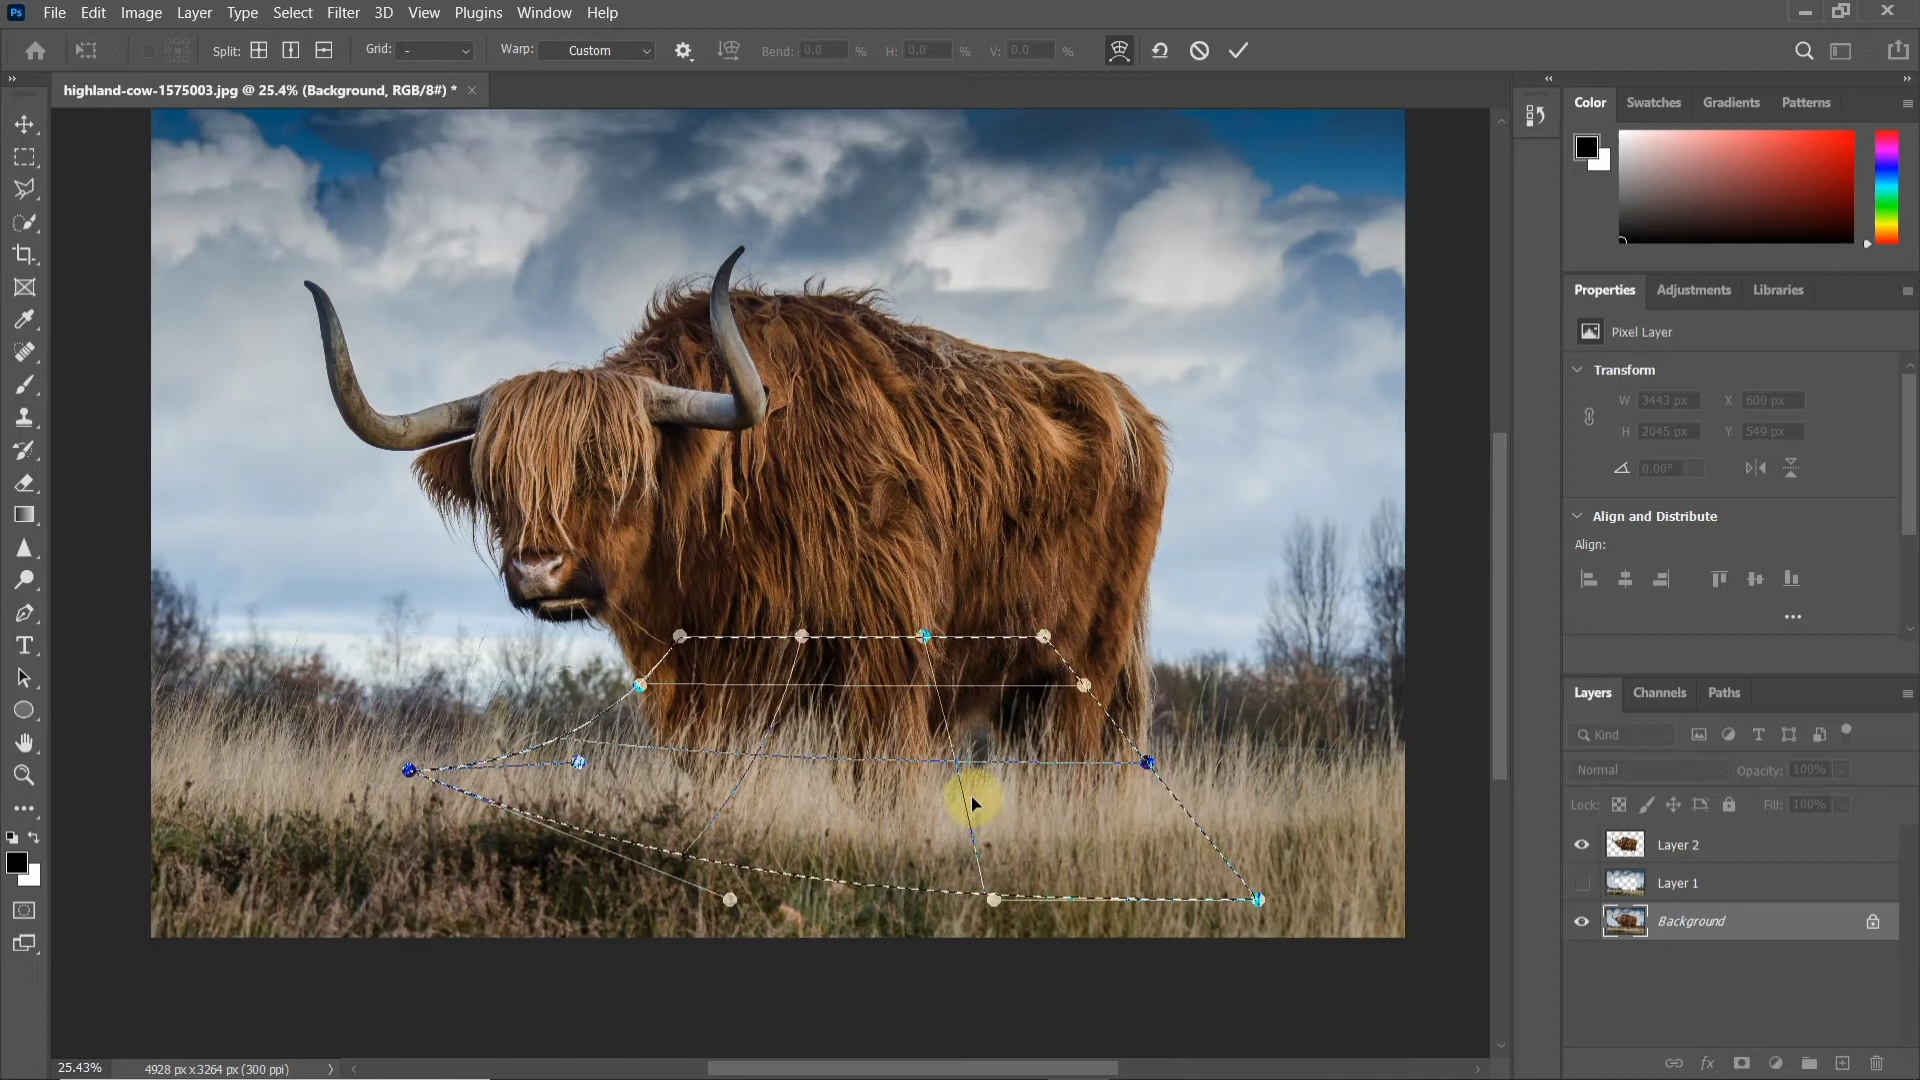 Ps File Edit Image Layer Type Select Filter 3D View Plugins Window Help
Split: Grid: - Warp: Custom Bend: 0.0 % H: 0.0 % V: 0.0 %
highland-cow-1575003.jpg @ 25.4% (Background, RGB/8#) *
Color Swatches Gradients Patterns
Properties Adjustments Libraries
Pixel Layer
Transform
W 3443 px X 600 px
H 2045 px Y 549 px
0.00°
Align and Distribute
Align:
Layers Channels Paths
Kind
Normal Opacity: 100%
Lock: Fill: 100%
Layer 2
Layer 1
Background
fx
25.43% 4928 px x 3264 px (300 ppi)